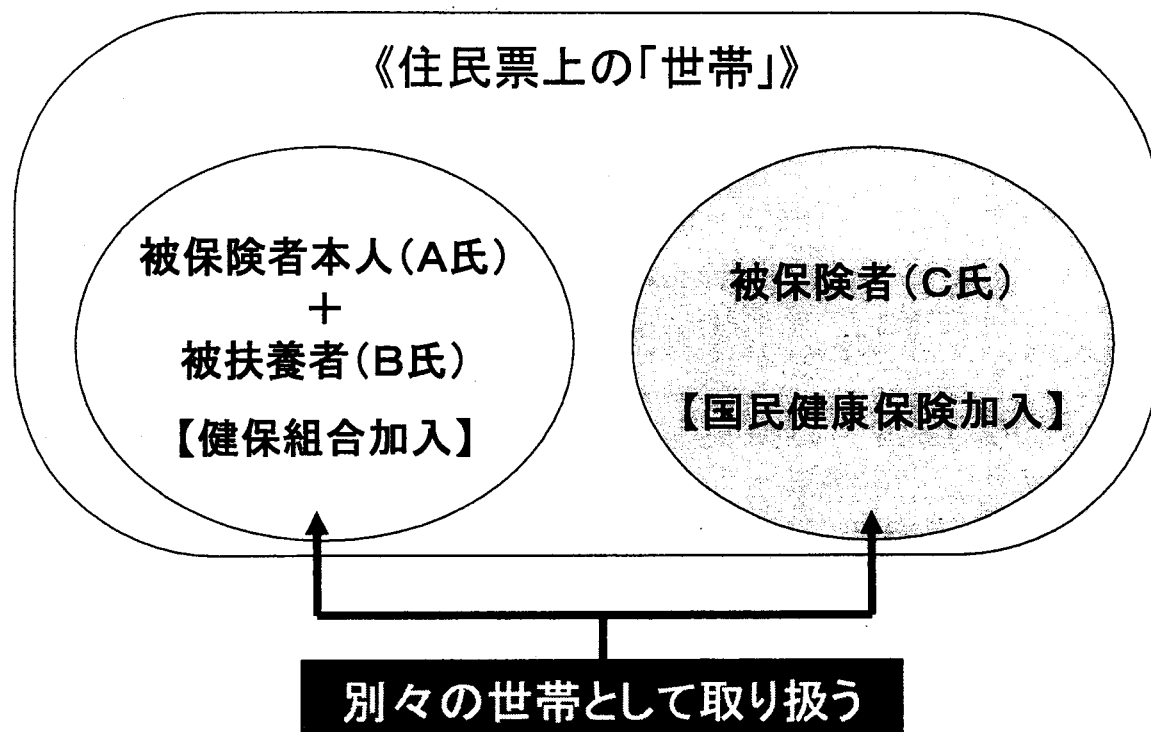 《住民票上の「世帯」》
被保険者本人(A氏)
+
被扶養者(B氏)
【健保組合加入】
被保険者(C氏)
【国民健康保険加入】
別々の世帯として取り扱う